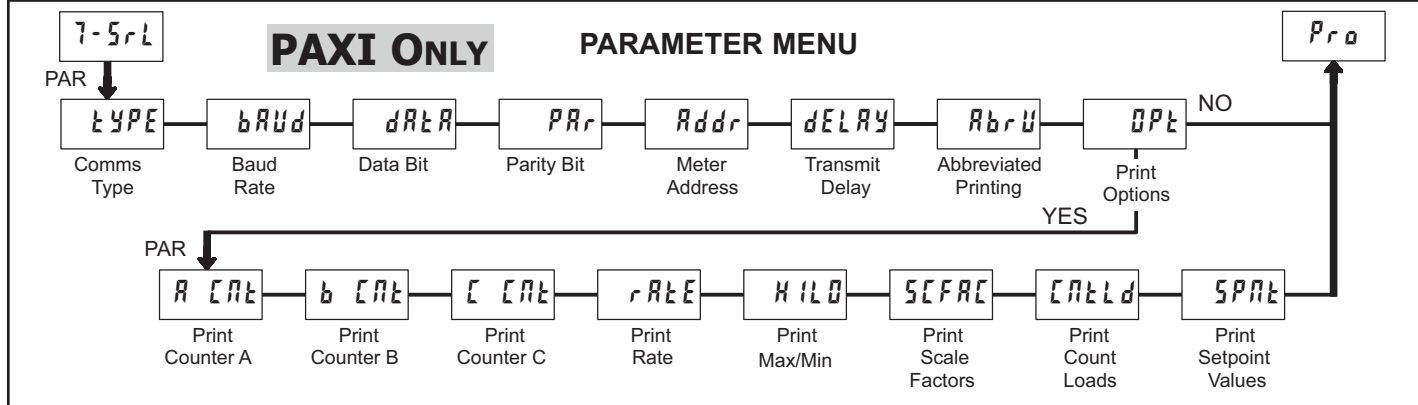 7-SrL
PAXI ONLY
PARAMETER MENU
Pro
PAR
tYPE
bAUd
dAtA
PAr
Addr
dELAY
AbrU
OPt
NO
Comms Type
Baud Rate
Data Bit
Parity Bit
Meter Address
Transmit Delay
Abbreviated Printing
Print Options
YES
PAR
A CNt
b CNt
C CNt
rAtE
HILO
SCFAC
CNtLd
SPNt
Print Counter A
Print Counter B
Print Counter C
Print Rate
Print Max/Min
Print Scale Factors
Print Count Loads
Print Setpoint Values